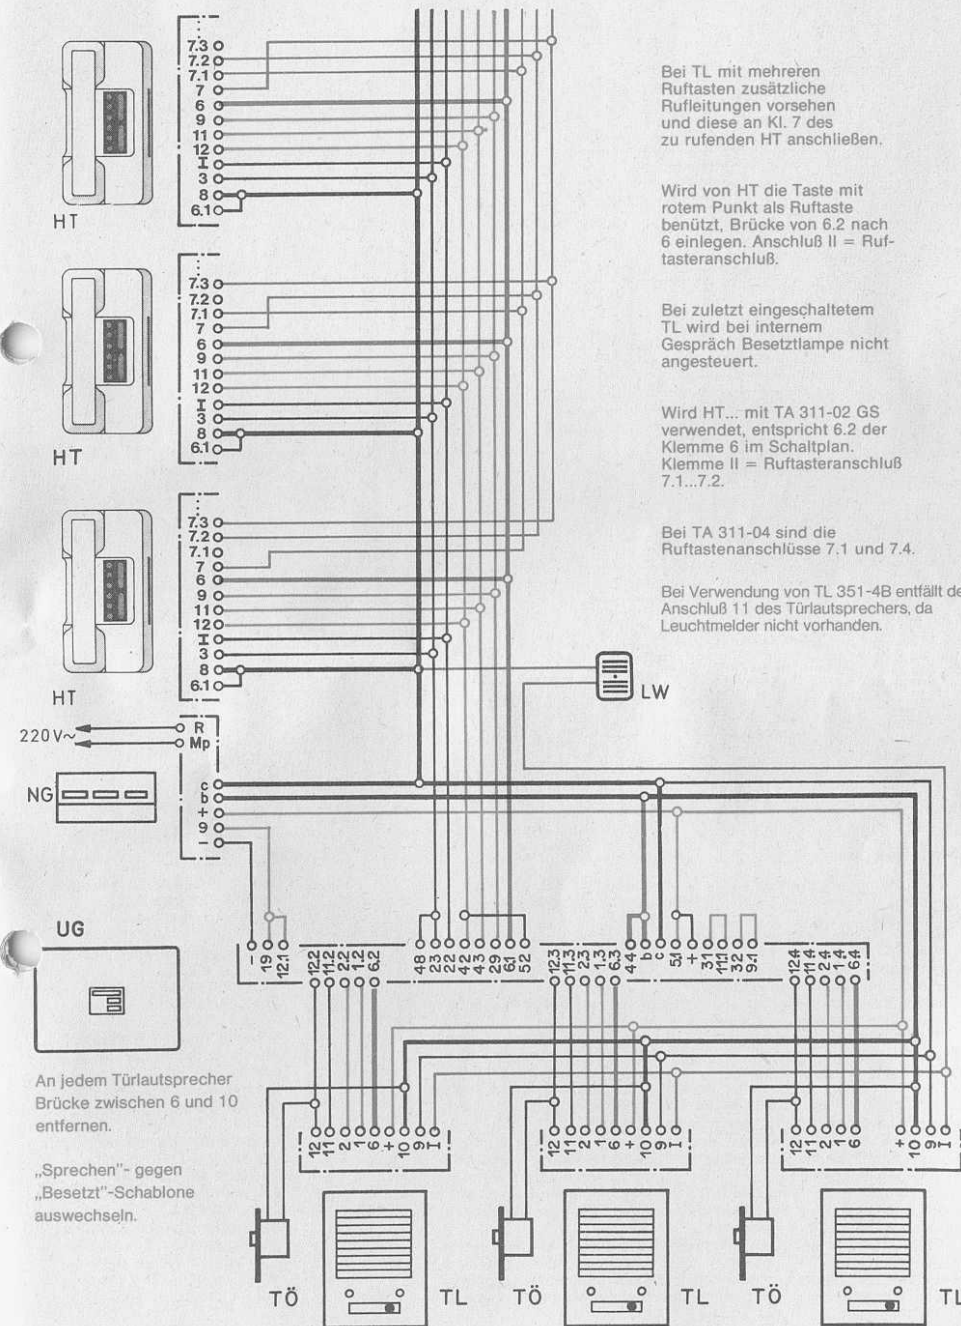 7.3
7.2
7.1
7
6
9
11
12
I
3
8
6.1
HT
Bei TL mit mehreren
Ruftasten zusätzliche
Rufleitungen vorsehen
und diese an Kl. 7 des
zu rufenden HT anschließen.
Wird von HT die Taste mit
rotem Punkt als Ruftaste
benützt, Brücke von 6.2 nach
6 einlegen. Anschluß II = Ruf-
tasteranschluß.
7.3
7.2
7.1
7
6
9
11
12
I
3
8
6.1
HT
Bei zuletzt eingeschaltetem
TL wird bei internem
Gespräch Besetztlampe nicht
angesteuert.
Wird HT... mit TA 311-02 GS
verwendet, entspricht 6.2 der
Klemme 6 im Schaltplan.
Klemme II = Ruftasteranschluß
7.1...7.2.
7.3
7.2
7.1
7
6
9
11
12
I
3
8
6.1
HT
Bei TA 311-04 sind die
Ruftastenanschlüsse 7.1 und 7.4.
Bei Verwendung von TL 351-4B entfällt de
Anschluß 11 des Türlautsprechers, da
Leuchtmelder nicht vorhanden.
LW
220V~
R
Mp
NG
c
b
+
9
-
UG
- 19 12.1 12.2 11.2 2.2 1.2 6.2 48 23 22 42 43 29 6.1 52 12.3 11.3 2.3 1.3 6.3 44 b c 51 + 31 11.1 32 9.1 12.4 11.4 2.4 1.4 6.4
An jedem Türlautsprecher
Brücke zwischen 6 und 10
entfernen.
„Sprechen"- gegen
„Besetzt"-Schablone
auswechseln.
12 11 2 1 6 + 10 9 I
12 11 2 1 6 + 10 9 I
12 11 2 1 6 + 10 9 I
TÖ TL TÖ TL TÖ TL